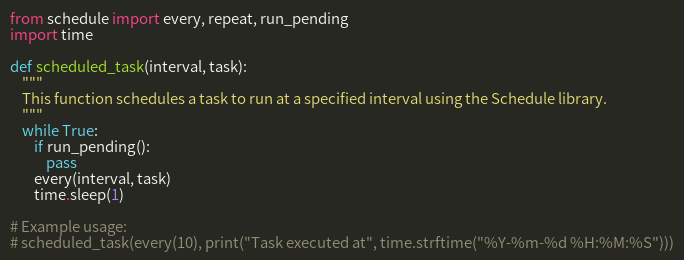 from schedule import every, repeat, run_pending
import time

def scheduled_task(interval, task):
    """
    This function schedules a task to run at a specified interval using the Schedule library.
    """
    while True:
        if run_pending():
            pass
        every(interval, task)
        time.sleep(1)

# Example usage:
# scheduled_task(every(10), print("Task executed at", time.strftime("%Y-%m-%d %H:%M:%S")))